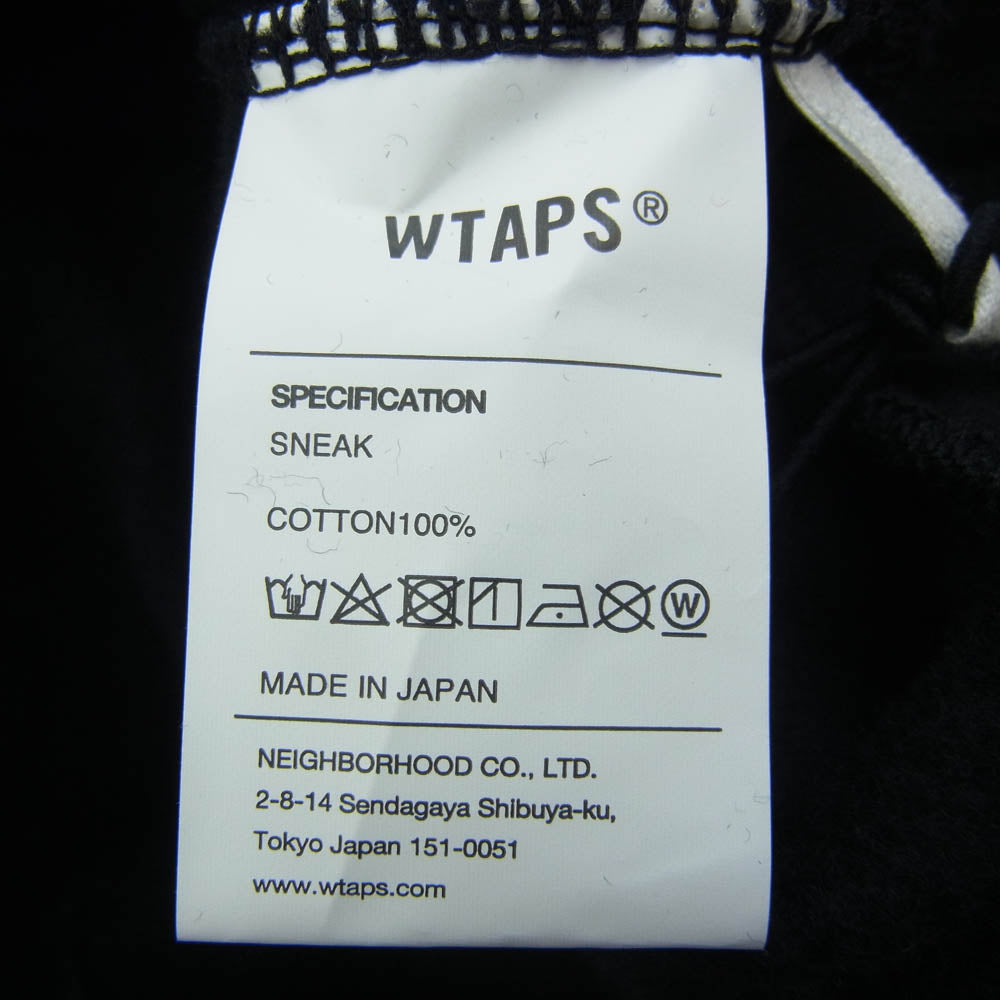 WTAPS®
SPECIFICATION
SNEAK
COTTON100%
W
MADE IN JAPAN
NEIGHBORHOOD CO., LTD.
2-8-14 Sendagaya Shibuya-ku,
Tokyo Japan 151-0051
www.wtaps.com